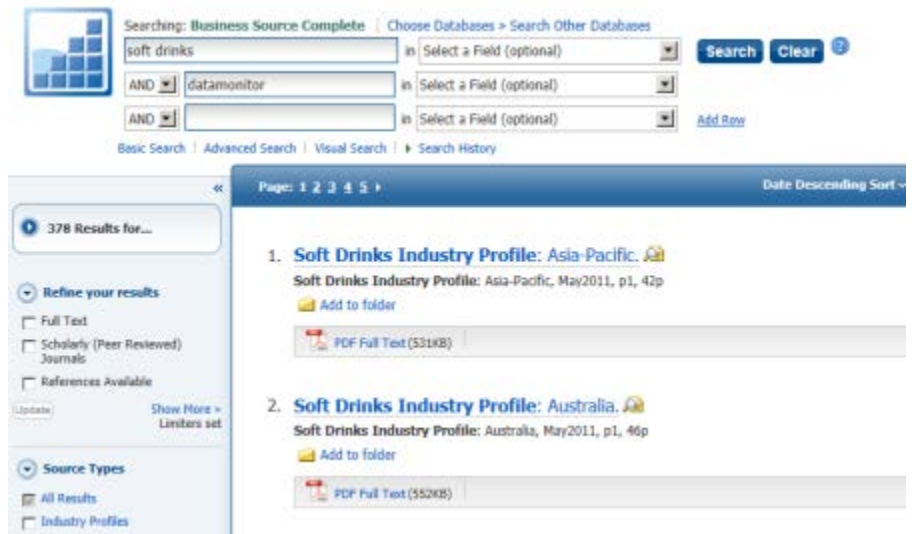 Searching: Business Source Complete | Choose Databases » Search Other Databases
soft drinks in Select a Field (optional) Search Clear ?
AND datamonitor in Select a Field (optional)
AND in Select a Field (optional) Add Row
Basic Search | Advanced Search | Visual Search | Search History
«
378 Results for...
Refine your results
Full Text
Scholarly (Peer Reviewed)
Journals
References Available
Update Show More »
Limiters set
Source Types
All Results
Industry Profiles
Page: 1 2 3 4 5 Date Descending Sort
1. Soft Drinks Industry Profile: Asia-Pacific.
Soft Drinks Industry Profile: Asia-Pacific, May2011, p1, 42p
Add to folder
PDF Full Text (531KB)
2. Soft Drinks Industry Profile: Australia.
Soft Drinks Industry Profile: Australia, May2011, p1, 46p
Add to folder
PDF Full Text (552KB)